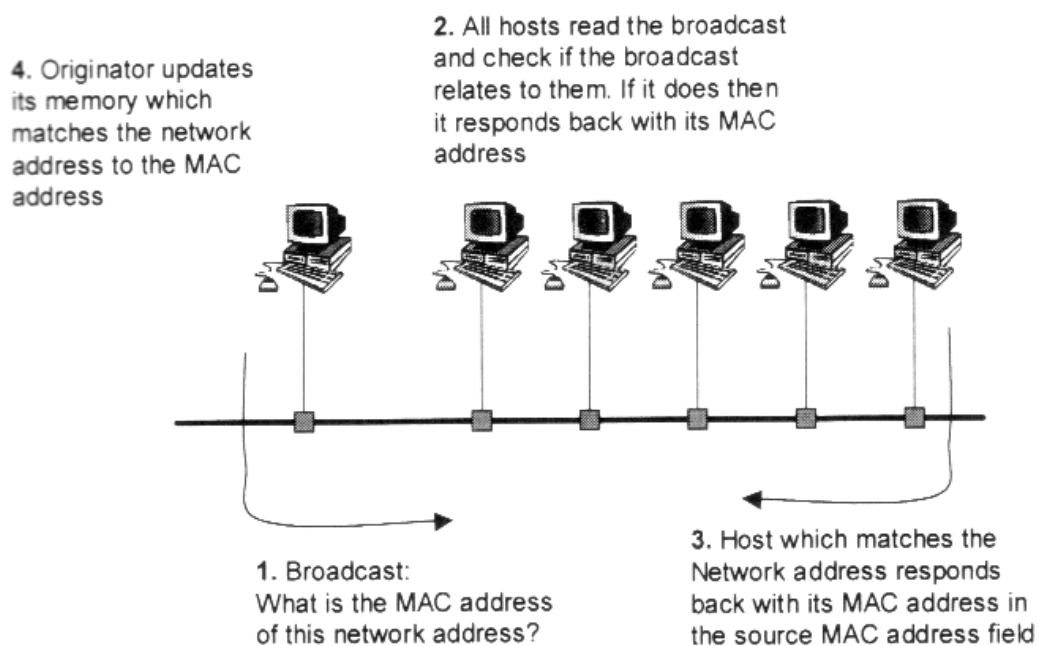 4. Originator updates
its memory which
matches the network
address to the MAC
address
2. All hosts read the broadcast
and check if the broadcast
relates to them. If it does then
it responds back with its MAC
address
1. Broadcast:
What is the MAC address
of this network address?
3. Host which matches the
Network address responds
back with its MAC address in
the source MAC address field